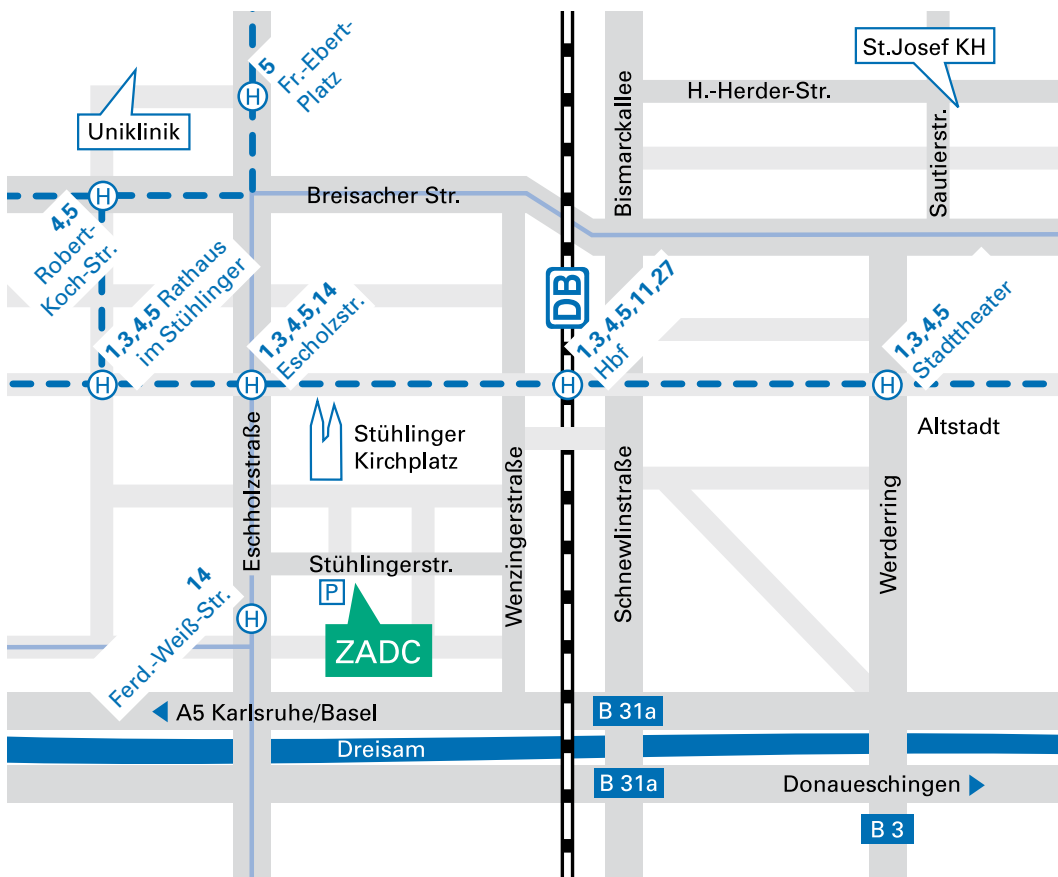 St.Josef KH
5
Fr.-Ebert-
Platz
H
H.-Herder-Str.
Uniklinik
Bismarckallee
Sautierstr.
H
Breisacher Str.
4,5
Robert-
Koch-Str.
1,3,4,5 Rathaus
im Stühlinger
1,3,4,5,14
Escholzstr.
DB
1,3,4,5,11,27
Hbf
1,3,4,5
Stadttheater
H
H
H
H
Stühlinger
Kirchplatz
Altstadt
Eschholzstraße
Wenzingerstraße
Schnewlinstraße
Werderring
Stühlingerstr.
P
14
Ferd.-Weiß-Str.
H
ZADC
A5 Karlsruhe/Basel
B 31a
Dreisam
B 31a
Donaueschingen
B 3